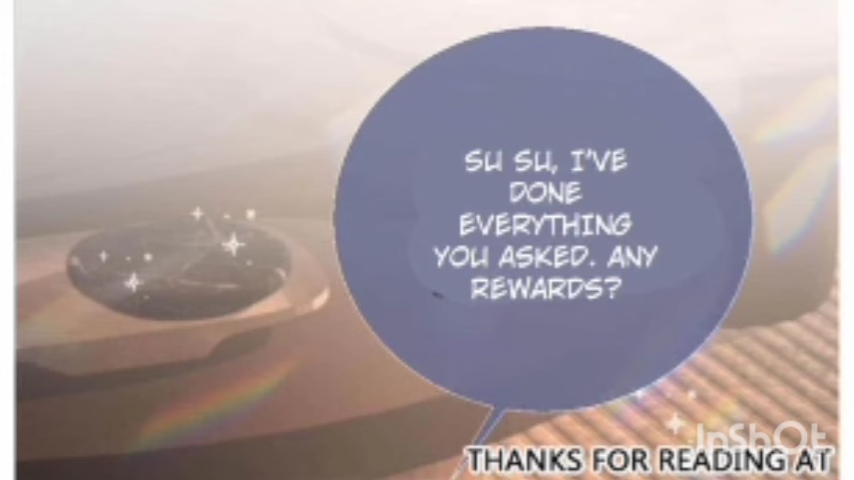 SU SU, I'VE
DONE
EVERYTHING
YOU ASKED. ANY
REWARDS?
InShOt
THANKS FOR READING AT